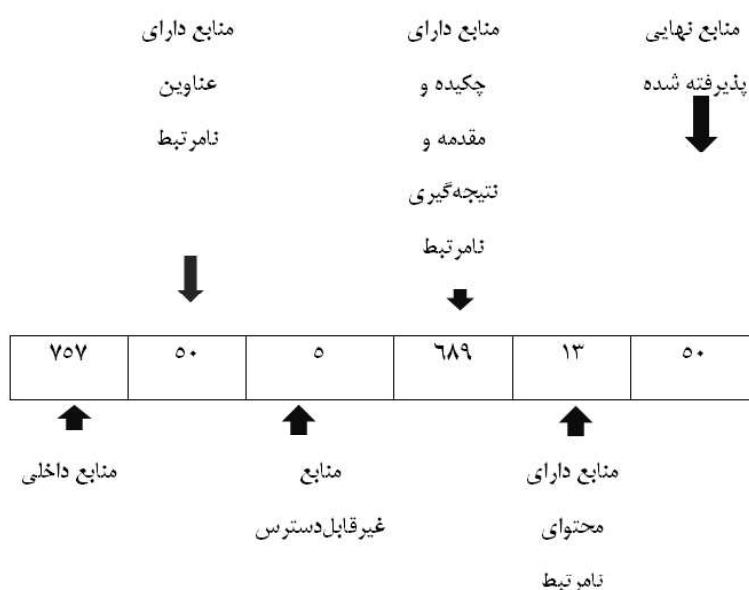 منابع نهایی
پذیرفته شده
منابع دارای
چکیده و
مقدمه و
نتیجه‌گیری
نامرتبط
منابع دارای
عناوین
نامرتبط
۷۵۷ ۵۰ ۵ ٦٨٩ ۱۳ ۵۰
منابع دارای
محتوای
نامرتبط
منابع
غیرقابل‌دسترس
منابع داخلی